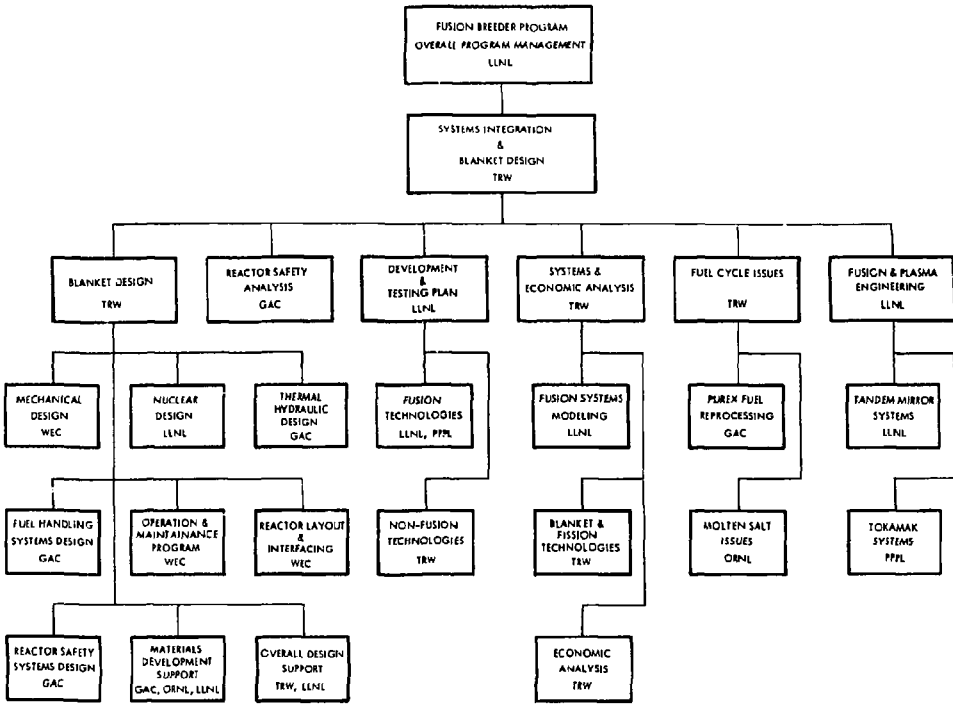 FUSION BREEDER PROGRAM
OVERALL PROGRAM MANAGEMENT
LLNL
SYSTEMS INTEGRATION
&
BLANKET DESIGN
TRW
BLANKET DESIGN
TRW
REACTOR SAFETY
ANALYSIS
GAC
DEVELOPMENT
&
TESTING PLAN
LLNL
SYSTEMS &
ECONOMIC ANALYSIS
TRW
FUEL CYCLE ISSUES
TRW
FUSION & PLASMA
ENGINEERING
LLNL
MECHANICAL
DESIGN
WEC
NUCLEAR
DESIGN
LLNL
THERMAL
HYDRAULIC
DESIGN
GAC
FUSION
TECHNOLOGIES
LLNL, PPPL
FUSION SYSTEMS
MODELING
LLNL
PUREX FUEL
REPROCESSING
GAC
TANDEM MIRROR
SYSTEMS
LLNL
FUEL HANDLING
SYSTEMS DESIGN
GAC
OPERATION &
MAINTAINANCE
PROGRAM
WEC
REACTOR LAYOUT
&
INTERFACING
WEC
NON-FUSION
TECHNOLOGIES
TRW
BLANKET &
FISSION
TECHNOLOGIES
TRW
MOLTEN SALT
ISSUES
ORNL
TOKAMAK
SYSTEMS
PPPL
REACTOR SAFETY
SYSTEMS DESIGN
GAC
MATERIALS
DEVELOPMENT
SUPPORT
GAC, ORNL, LLNL
OVERALL DESIGN
SUPPORT
TRW, LLNL
ECONOMIC
ANALYSIS
TRW